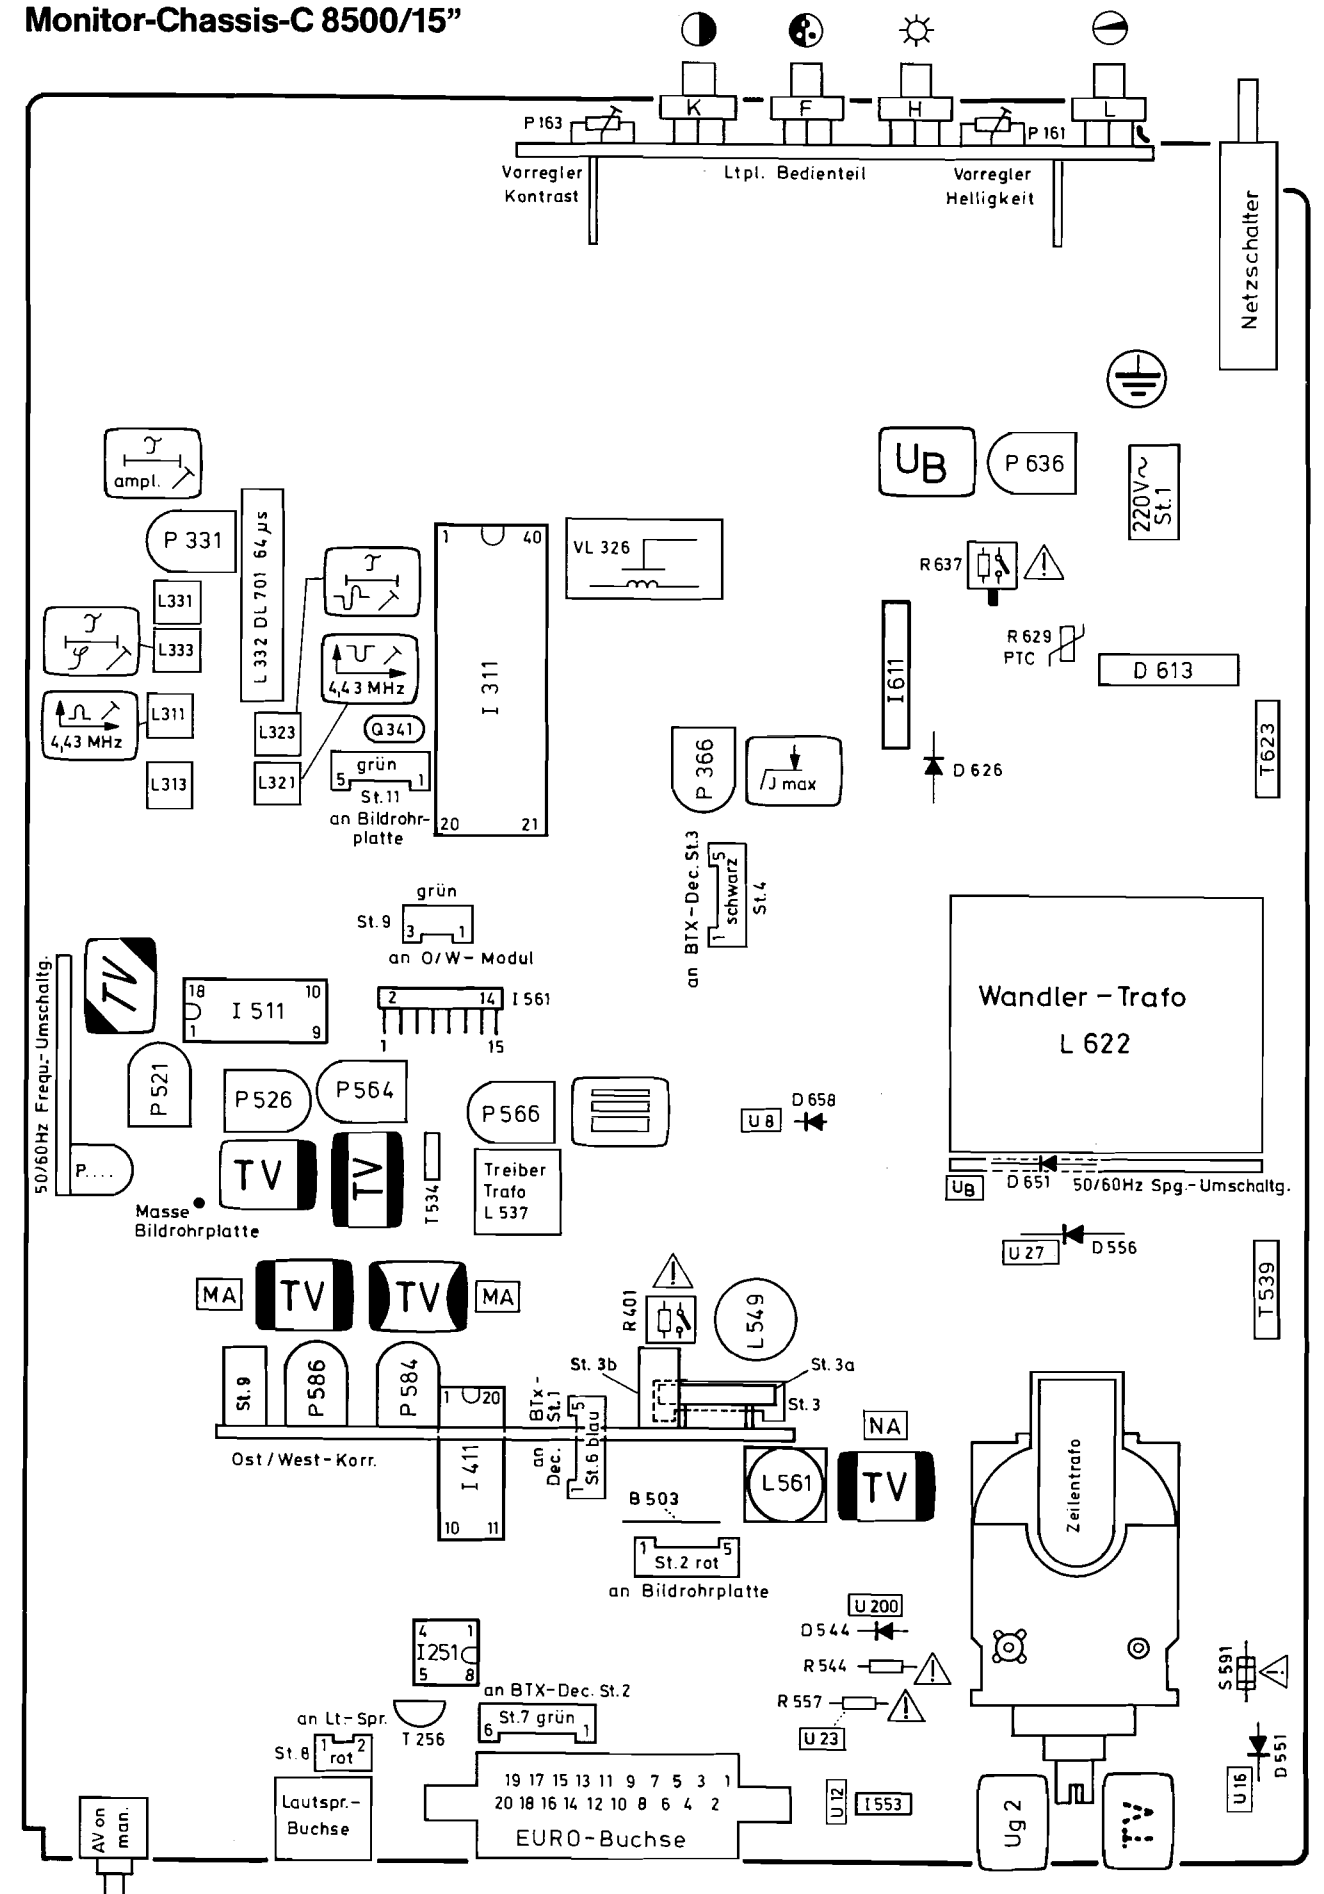 Monitor-Chassis-C 8500/15”
K
F
H
L
P 163
P 161
Vorregler
Kontrast
Ltpl. Bedienteil
Vorregler
Helligkeit
Netzschalter
ampl.
UB
P 636
220V~
St.1
P 331
L 332 DL 701 64µs
1
40
VL 326
R 637
L331
L333
4,43 MHz
I 311
I 611
R 629
PTC
D 613
L311
4,43 MHz
L323
Q341
T 623
L313
L321
grün
5
1
St.11
an Bildrohr-
platte
20
21
P 366
J max
D 626
an BTX-Dec. St.3
1
5
schwarz
St.4
grün
St.9
3
1
an O/W-Modul
50/60Hz Frequ.-Umschaltg.
TV
18
10
I 511
1
9
2
14
I 561
1
15
Wandler-Trafo
L 622
P 521
P 526
P 564
P 566
U 8
D 658
P....
TV
TV
T 534
Treiber
Trafo
L 537
UB
D 651
50/60Hz Spg.-Umschaltg.
Masse
Bildrohrplatte
U 27
D 556
MA
TV
TV
MA
R 401
L 549
T 539
St.9
P 586
P 584
1
20
St. 3b
St. 3a
St. 3
BTx-
St.1
an
Dec.
1
5
St.6 blau
NA
Ost/West-Korr.
I 411
10
11
L 561
TV
Zeilentrafo
B 503
1
5
St.2 rot
an Bildrohrplatte
U 200
D 544
R 544
R 557
U 23
S 591
4
1
I 251
5
8
T 256
an BTX-Dec. St.2
St.7 grün
6
1
an Lt.-Spr.
St.8
1
2
rot
D 551
U 16
AV on
man.
Lautspr.-
Buchse
19 17 15 13 11 9 7 5 3 1
20 18 16 14 12 10 8 6 4 2
EURO-Buchse
U 12
I 553
Ug 2
TV